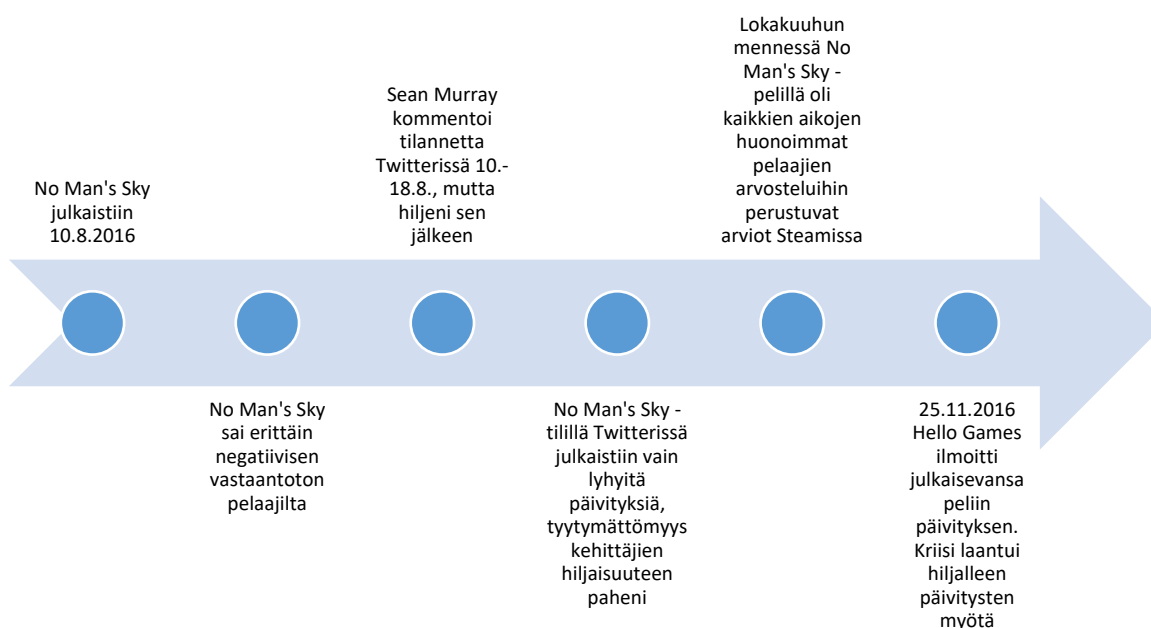 No Man's Sky
julkaistiin
10.8.2016
No Man's Sky
sai erittäin
negatiivisen
vastaantoton
pelaajilta
Sean Murray
kommentoi
tilannetta
Twitterissä 10.-
18.8., mutta
hiljeni sen
jälkeen
No Man's Sky -
tilillä Twitterissä
julkaistiin vain
lyhyitä
päivityksiä,
tyytymättömyys
kehittäjien
hiljaisuuteen
paheni
Lokakuuhun
mennessä No
Man's Sky -
pelillä oli
kaikkien aikojen
huonoimmat
pelaajien
arvosteluihin
perustuvat
arviot Steamissa
25.11.2016
Hello Games
ilmoitti
julkaisevansa
peliin
päivityksen.
Kriisi laantui
hiljalleen
päivitysten
myötä